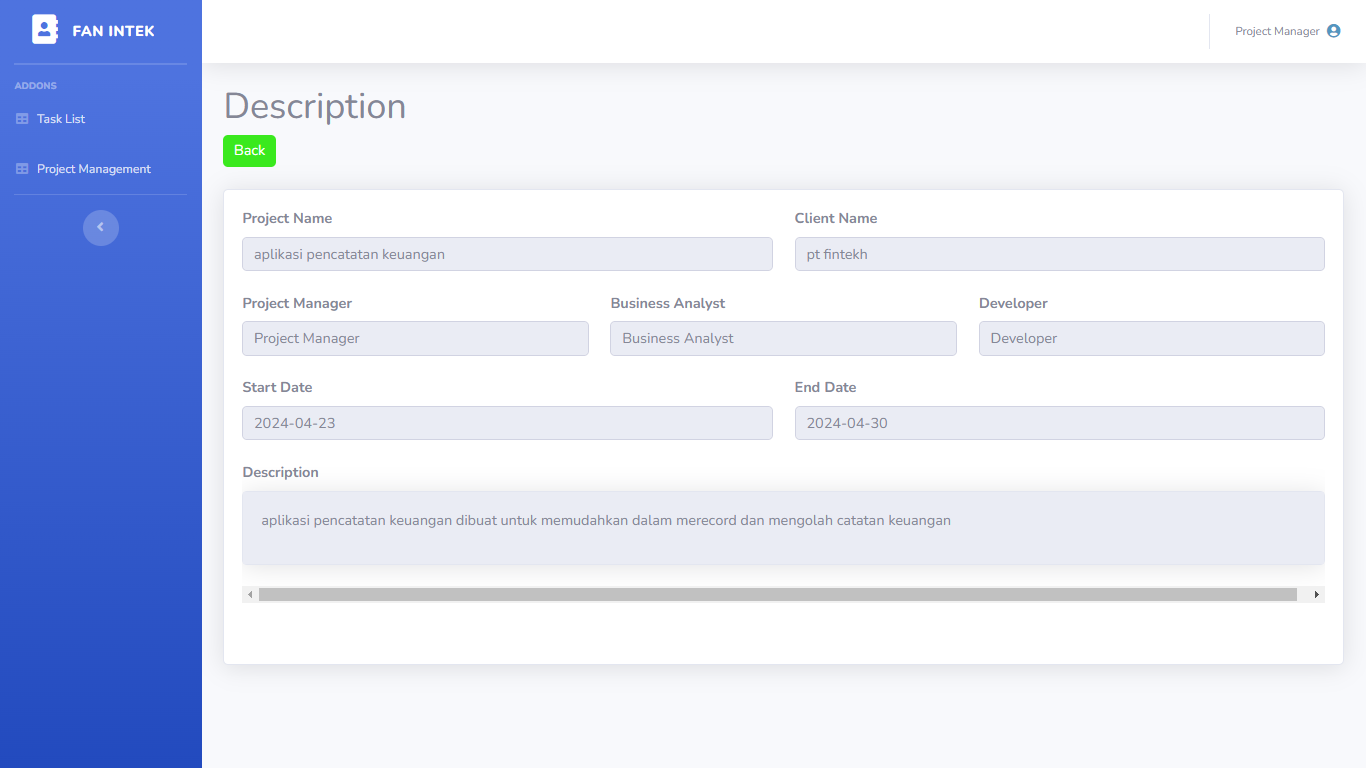 FAN INTEK
Project Manager
ADDONS
Task List
Project Management
Description
Back
Project Name
Client Name
aplikasi pencatatan keuangan
pt fintekh
Project Manager
Business Analyst
Developer
Project Manager
Business Analyst
Developer
Start Date
End Date
2024-04-23
2024-04-30
Description
aplikasi pencatatan keuangan dibuat untuk memudahkan dalam merecord dan mengolah catatan keuangan